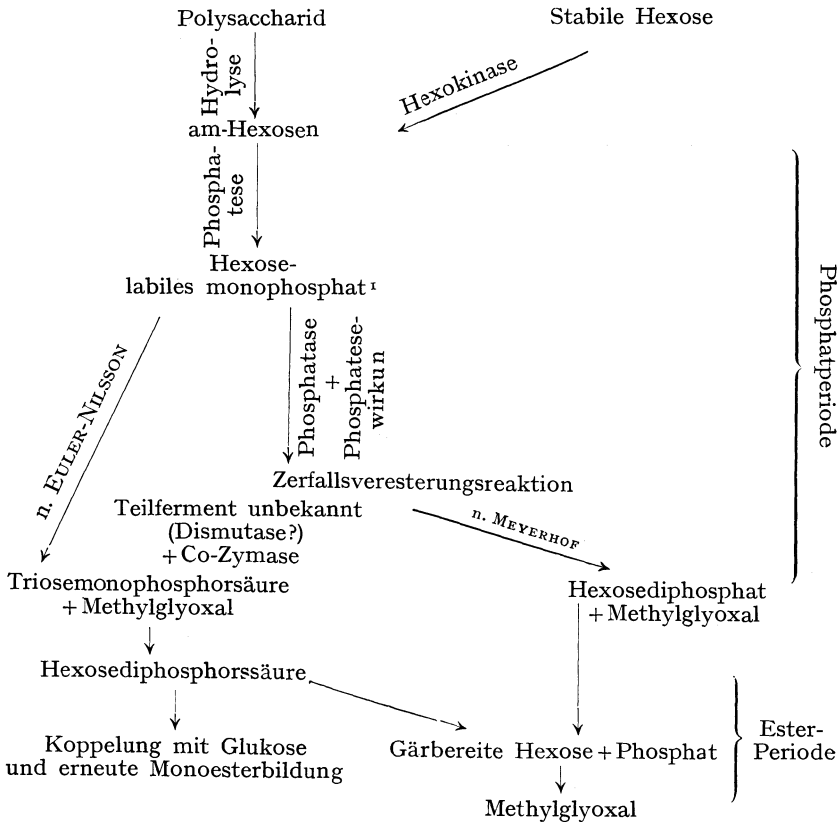 Polysaccharid
Stabile Hexose
Hydro-
lyse
Hexokinase
am-Hexosen
Phospha-
tese
Hexose-
labiles monophosphat¹
Phosphatperiode
n. EULER-NILSSON
Phosphatase
+
Phosphatese-
wirkun
Zerfallsveresterungsreaktion
Teilferment unbekannt
(Dismutase?)
+Co-Zymase
n. MEYERHOF
Triosemonophosphorsäure
+Methylglyoxal
Hexosediphosphat
+Methylglyoxal
Hexosediphosphorssäure
Koppelung mit Glukose
und erneute Monoesterbildung
Gärbereite Hexose+Phosphat
Ester-
Periode
Methylglyoxal